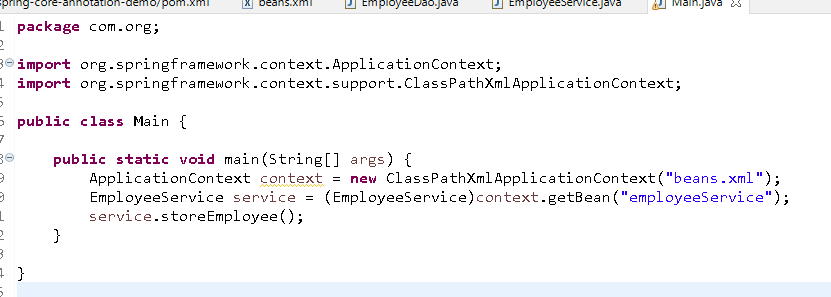 spring-core-annotation-demo/pom.xml beans.xml EmployeeDao.java EmployeeService.java Main.java
package com.org;
import org.springframework.context.ApplicationContext;
import org.springframework.context.support.ClassPathXmlApplicationContext;
public class Main {
public static void main(String[] args) {
ApplicationContext context = new ClassPathXmlApplicationContext("beans.xml");
EmployeeService service = (EmployeeService)context.getBean("employeeService");
service.storeEmployee();
}
}